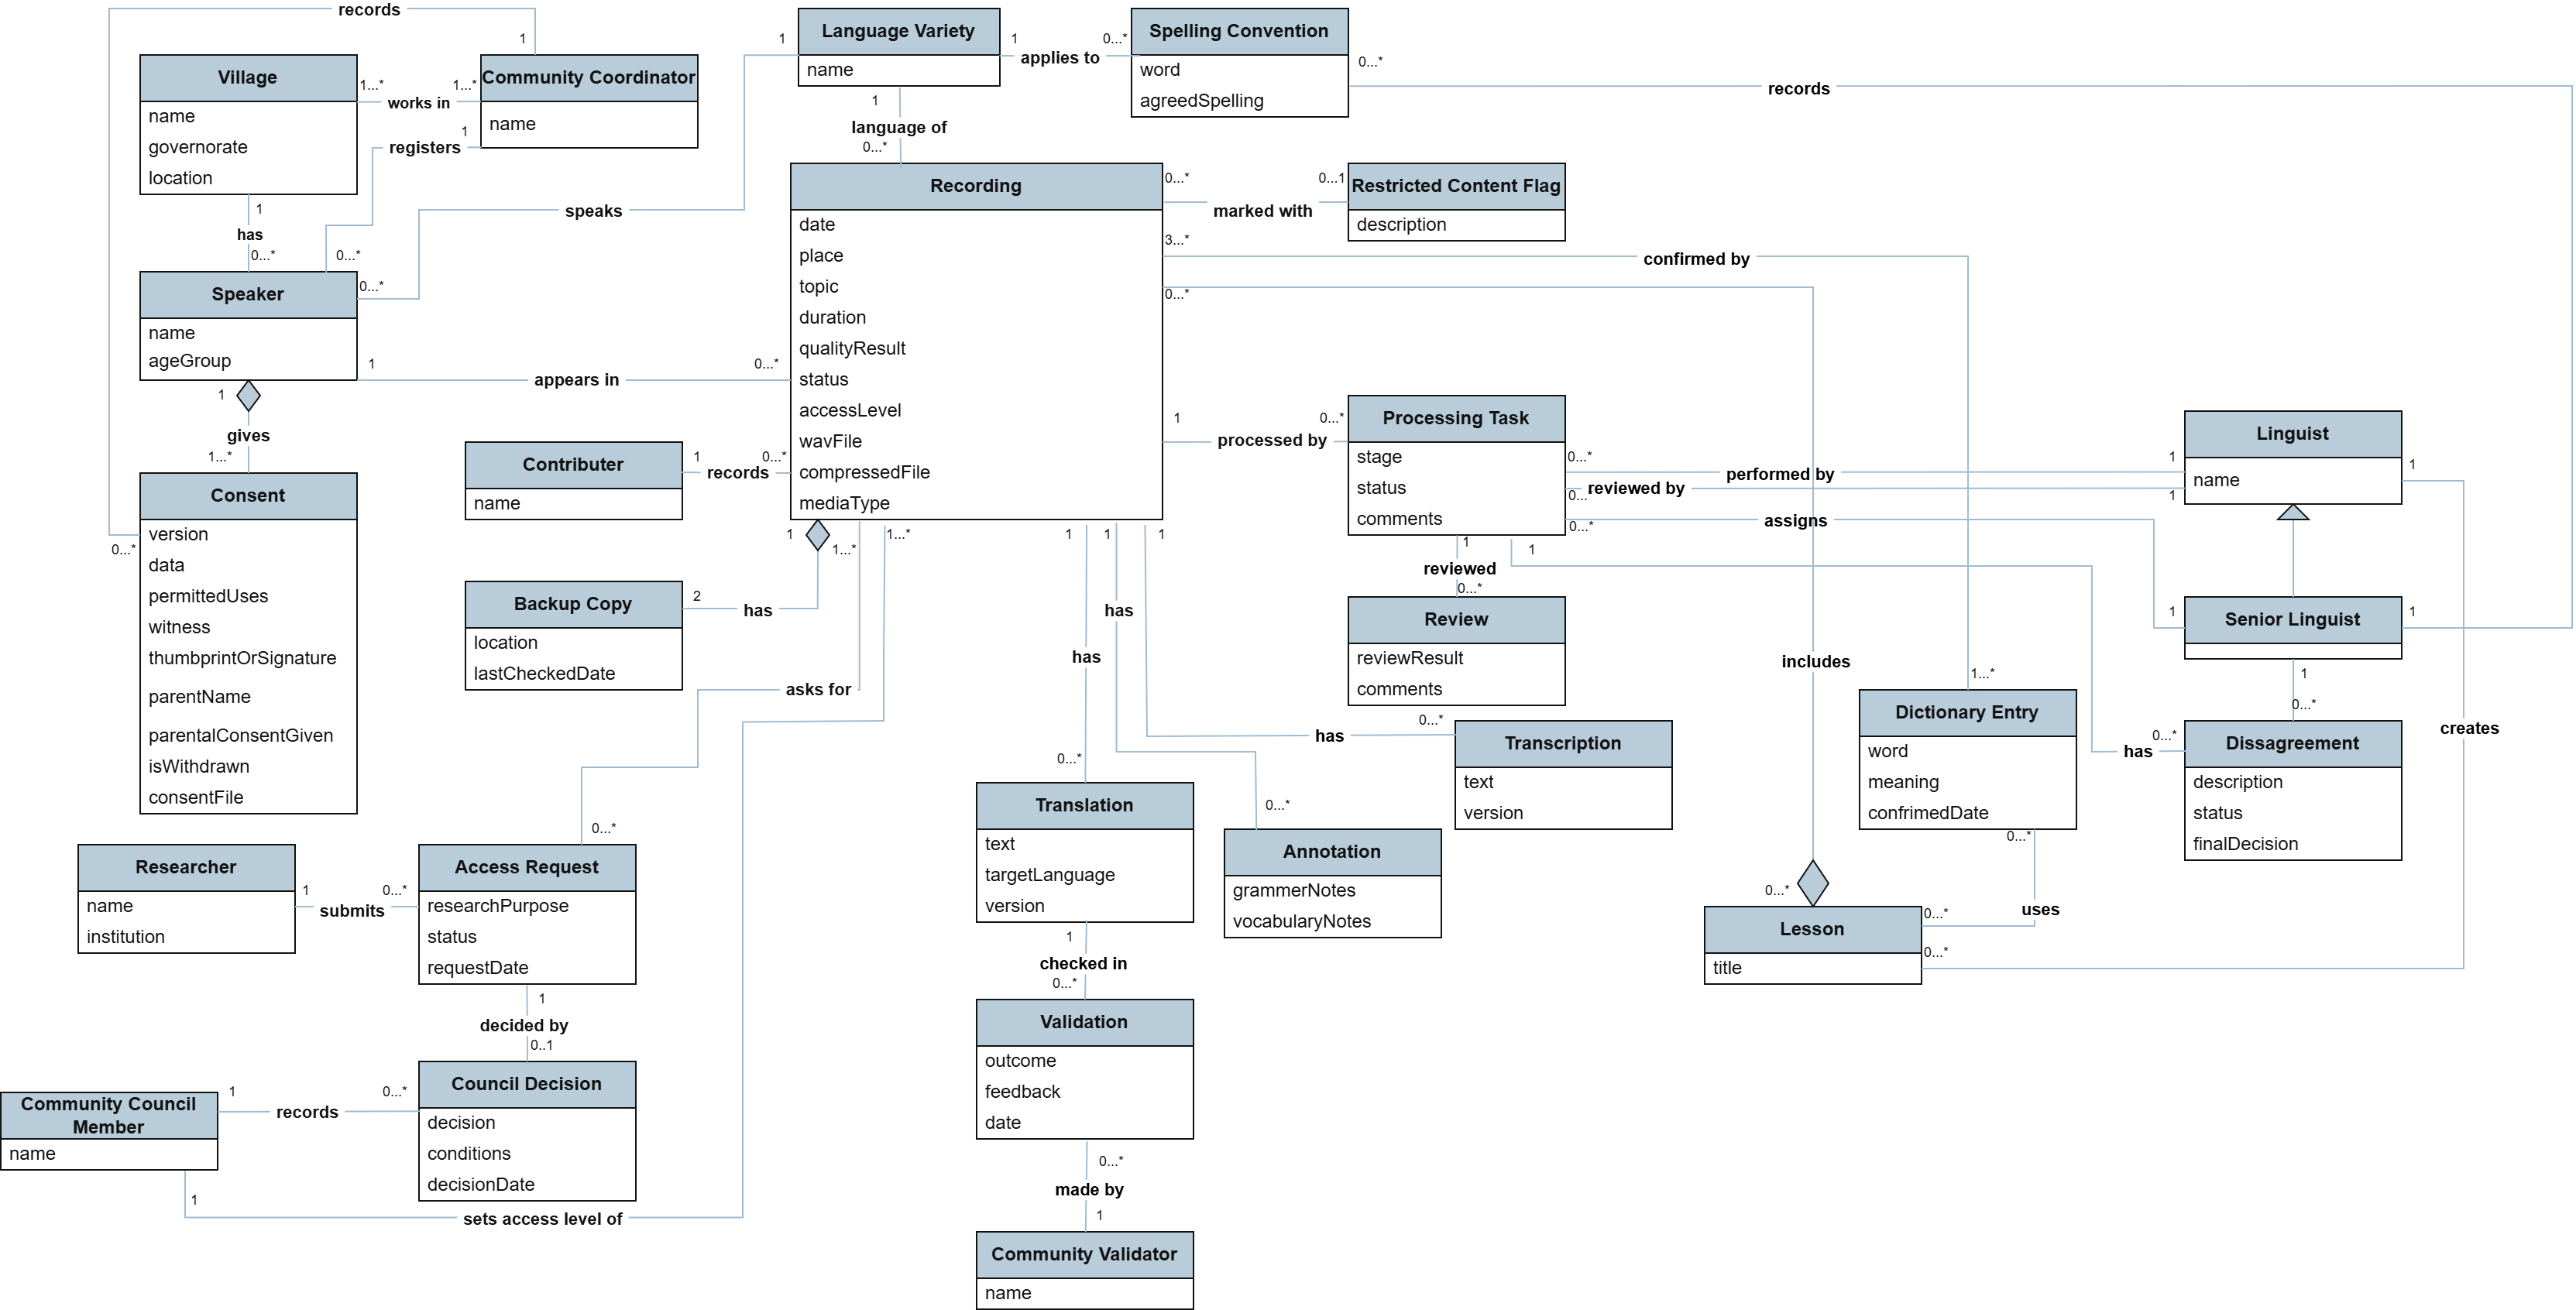 records
1
Village
name
governorate
location
1...*
works in
1...*
Community Coordinator
name
1
registers
1
has
0...*
0...*
Speaker
name
ageGroup
0...*
speaks
1
Language Variety
name
1
applies to
0...*
Spelling Convention
word
agreedSpelling
0...*
records
1
language of
0...*
Recording
date
place
topic
duration
qualityResult
status
accessLevel
wavFile
compressedFile
mediaType
0...*
marked with
0...1
Restricted Content Flag
description
3...*
confirmed by
0...*
1
appears in
0...*
1
gives
1...*
Consent
version
data
permittedUses
witness
thumbprintOrSignature
parentName
parentalConsentGiven
isWithdrawn
consentFile
0...*
Contributer
name
1
records
0...*
1
processed by
0...*
Processing Task
stage
status
comments
0...*
performed by
1
0...
reviewed by
1
0...*
assigns
1
Linguist
name
1
Senior Linguist
1
1
0...*
Dissagreement
description
status
finalDecision
creates
1
1...*
1...*
Backup Copy
location
lastCheckedDate
2
has
asks for
1
1
1
has
has
has
1
reviewed
0...*
Review
reviewResult
comments
1
has
0...*
includes
1...*
Dictionary Entry
word
meaning
confrimedDate
0...*
uses
0...*
Transcription
text
version
0...*
Translation
text
targetLanguage
version
0...*
Annotation
grammerNotes
vocabularyNotes
0...*
Lesson
title
0...*
0...*
0...*
Researcher
name
institution
1
submits
0...*
Access Request
researchPurpose
status
requestDate
1
decided by
0..1
Council Decision
decision
conditions
decisionDate
1
checked in
0...*
Validation
outcome
feedback
date
0...*
made by
1
Community Validator
name
Community Council
Member
name
1
records
0...*
1
sets access level of